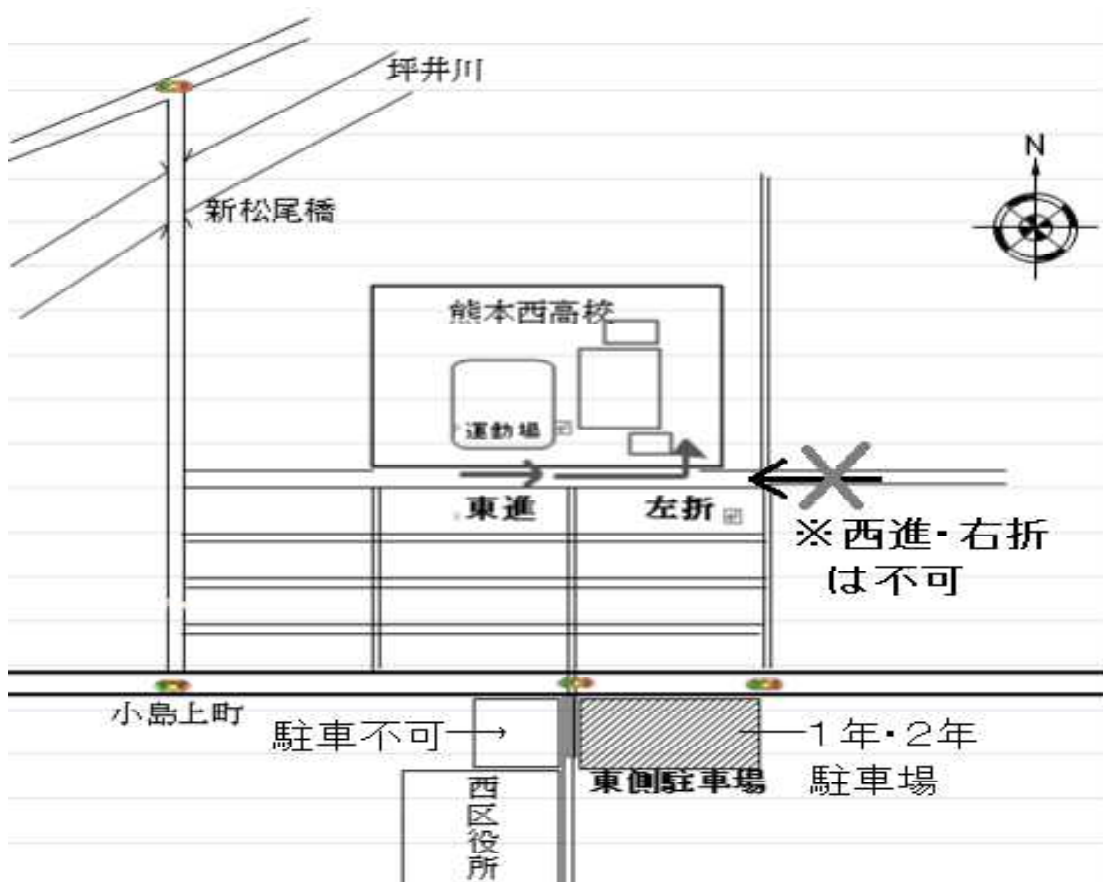 坪井川
N
新松尾橋
熊本西高校
運動場
東進
左折
※西進・右折
は不可
小島上町
駐車不可
1年・2年
駐車場
東側駐車場
西区役所